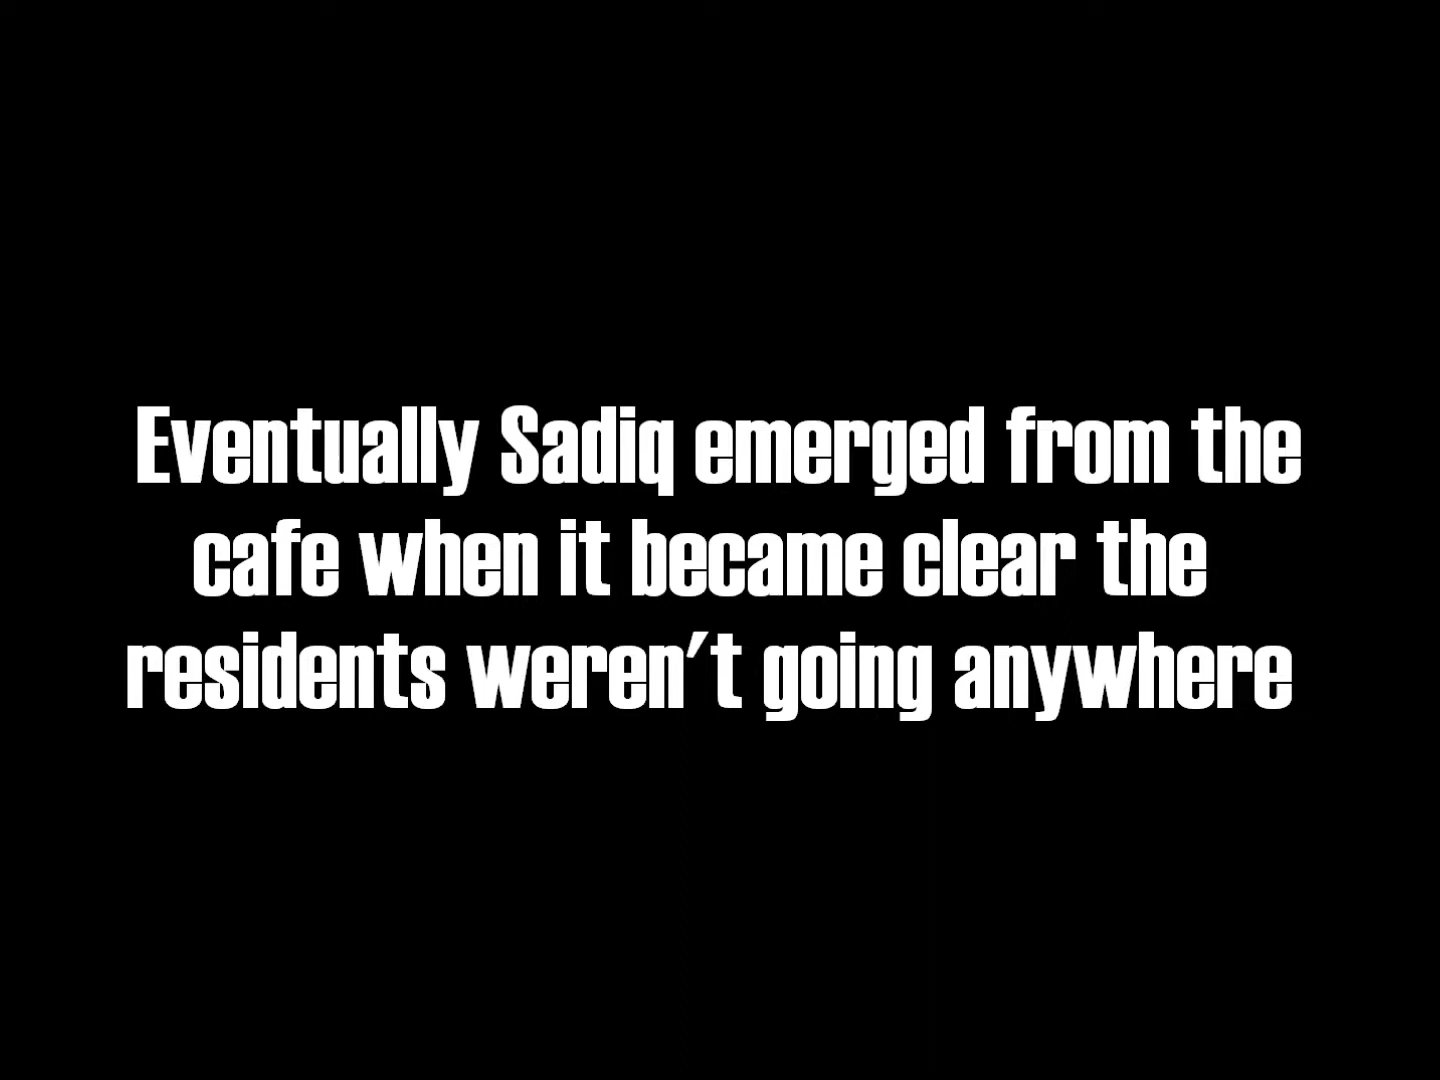 Eventually Sadiq emerged from the
cafe when it became clear the
residents weren't going anywhere